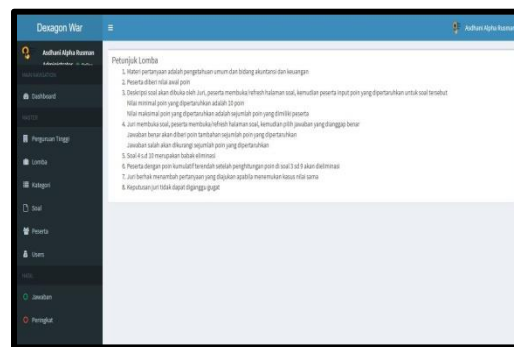 Dexagon War
Asdhani Alpha Rusman
Asdhani Alpha Rusman
MAIN NAVIGATION
Dashboard
MASTER
Perguruan Tinggi
Lomba
Kategori
Soal
Peserta
Users
HASIL
Jawaban
Peringkat
Petunjuk Lomba
1. Materi pertanyaan adalah pengetahuan umum dan bidang akuntansi dan keuangan
2. Peserta diberi nilai awal poin
3. Deskripsi soal akan dibuka oleh Juri, peserta membuka/refresh halaman soal, kemudian peserta input poin yang dipertaruhkan untuk soal tersebut
Nilai minimal poin yang dipertaruhkan adalah 10 poin
Nilai maksimal poin yang dipertaruhkan adalah sejumlah poin yang dimiliki peserta
4. Juri membuka soal, peserta membuka/refresh halaman soal, kemudian pilih jawaban yang dianggap benar
Jawaban benar akan diberi poin tambahan sejumlah poin yang dipertaruhkan
Jawaban salah akan dikurangi sejumlah poin yang dipertaruhkan
5. Soal 4 sd 10 merupakan babak eliminasi
6. Peserta dengan poin kumulatif terendah setelah penghitungan poin di soal 3 sd 9 akan dieliminasi
7. Juri berhak menambah pertanyaan yang diajukan apabila menemukan kasus nilai sama
8. Keputusan juri tidak dapat diganggu gugat